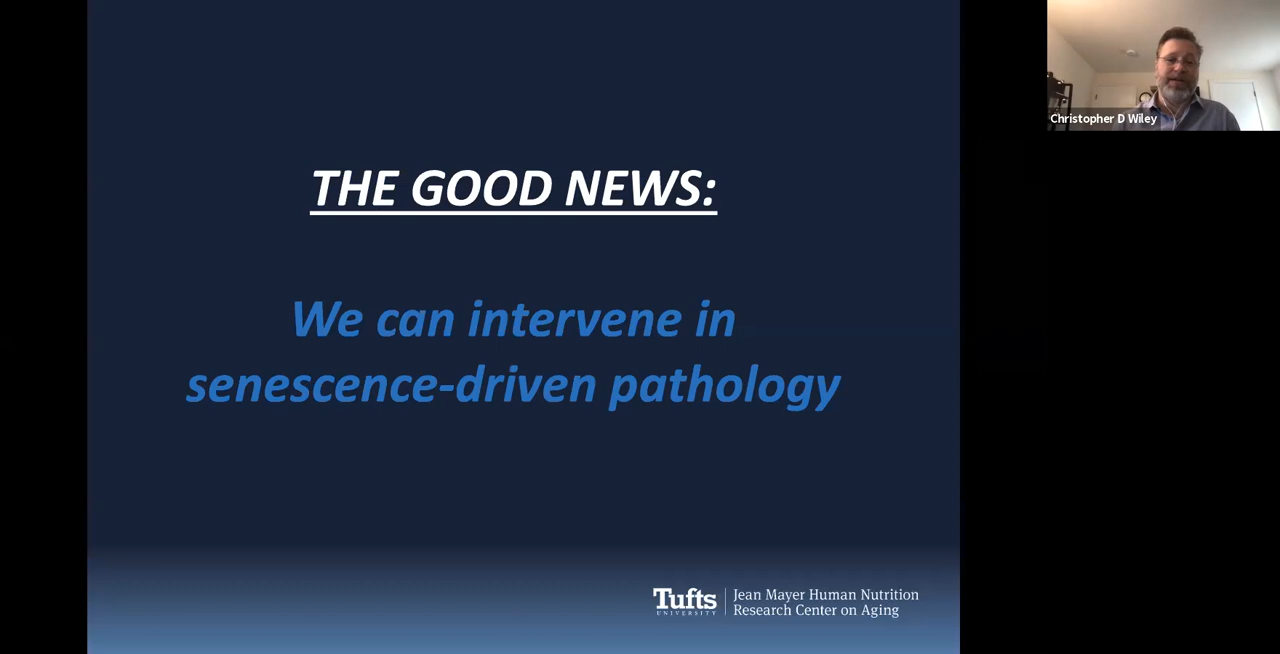 THE GOOD NEWS:
We can intervene in
senescence-driven pathology
Tufts
UNIVERSITY
Jean Mayer Human Nutrition
Research Center on Aging
Christopher D Wiley